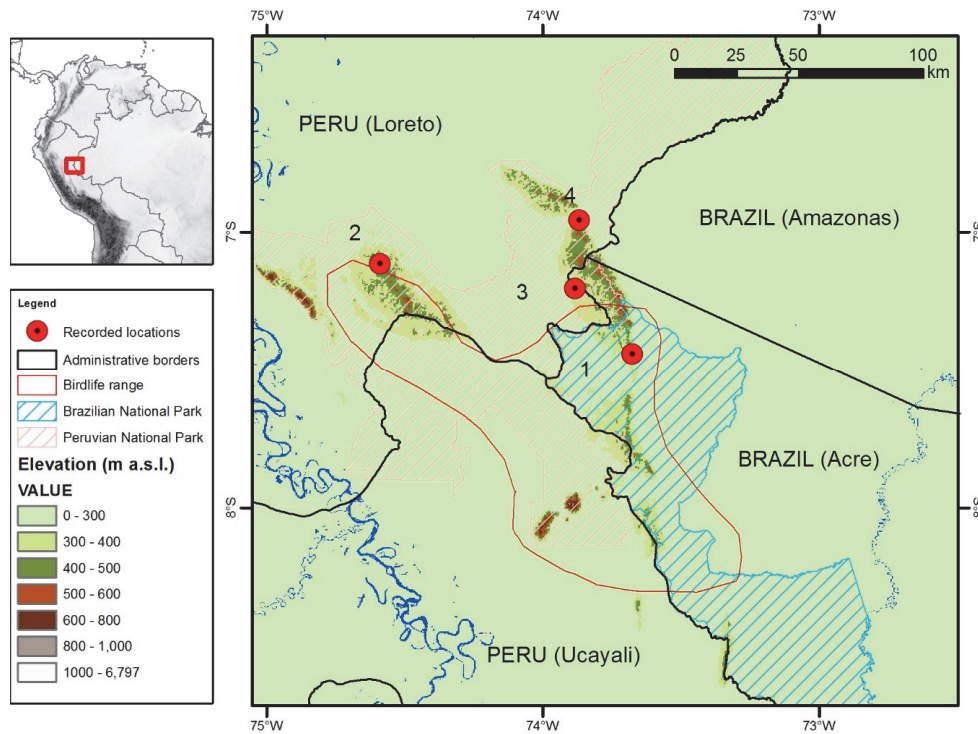 75°W 74°W 73°W
0 25 50 100
km
PERU (Loreto)
4
BRAZIL (Amazonas)
7°S 7°S
2
3
1
BRAZIL (Acre)
8°S 8°S
PERU (Ucayali)
75°W 74°W 73°W
Legend
Recorded locations
Administrative borders
Birdlife range
Brazilian National Park
Peruvian National Park
Elevation (m a.s.l.)
VALUE
0 - 300
300 - 400
400 - 500
500 - 600
600 - 800
800 - 1,000
1000 - 6,797